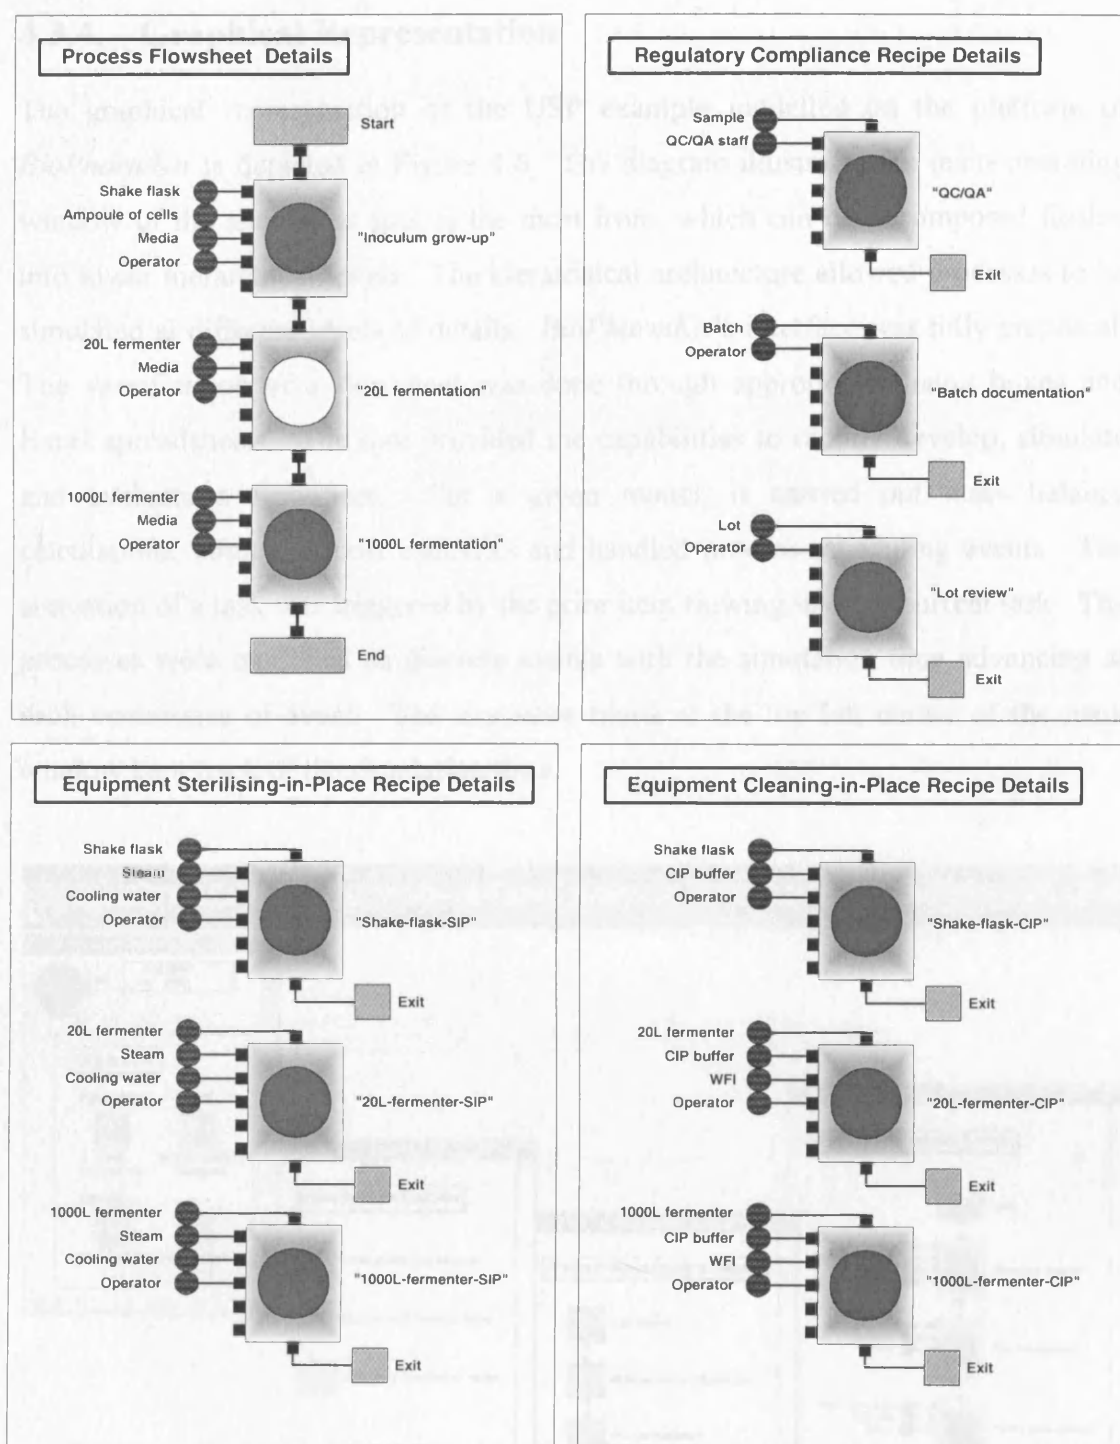 Process Flowsheet Details
Start
Shake flask
Ampoule of cells
Media
Operator
"Inoculum grow-up"
20L fermenter
Media
Operator
"20L fermentation"
1000L fermenter
Media
Operator
"1000L fermentation"
End
Regulatory Compliance Recipe Details
Sample
QC/QA staff
"QC/QA"
Exit
Batch
Operator
"Batch documentation"
Exit
Lot
Operator
"Lot review"
Exit
Equipment Sterilising-in-Place Recipe Details
Shake flask
Steam
Cooling water
Operator
"Shake-flask-SIP"
Exit
20L fermenter
Steam
Cooling water
Operator
"20L-fermenter-SIP"
Exit
1000L fermenter
Steam
Cooling water
Operator
"1000L-fermenter-SIP"
Exit
Equipment Cleaning-in-Place Recipe Details
Shake flask
CIP buffer
Operator
"Shake-flask-CIP"
Exit
20L fermenter
CIP buffer
WFI
Operator
"20L-fermenter-CIP"
Exit
1000L fermenter
CIP buffer
WFI
Operator
"1000L-fermenter-CIP"
Exit